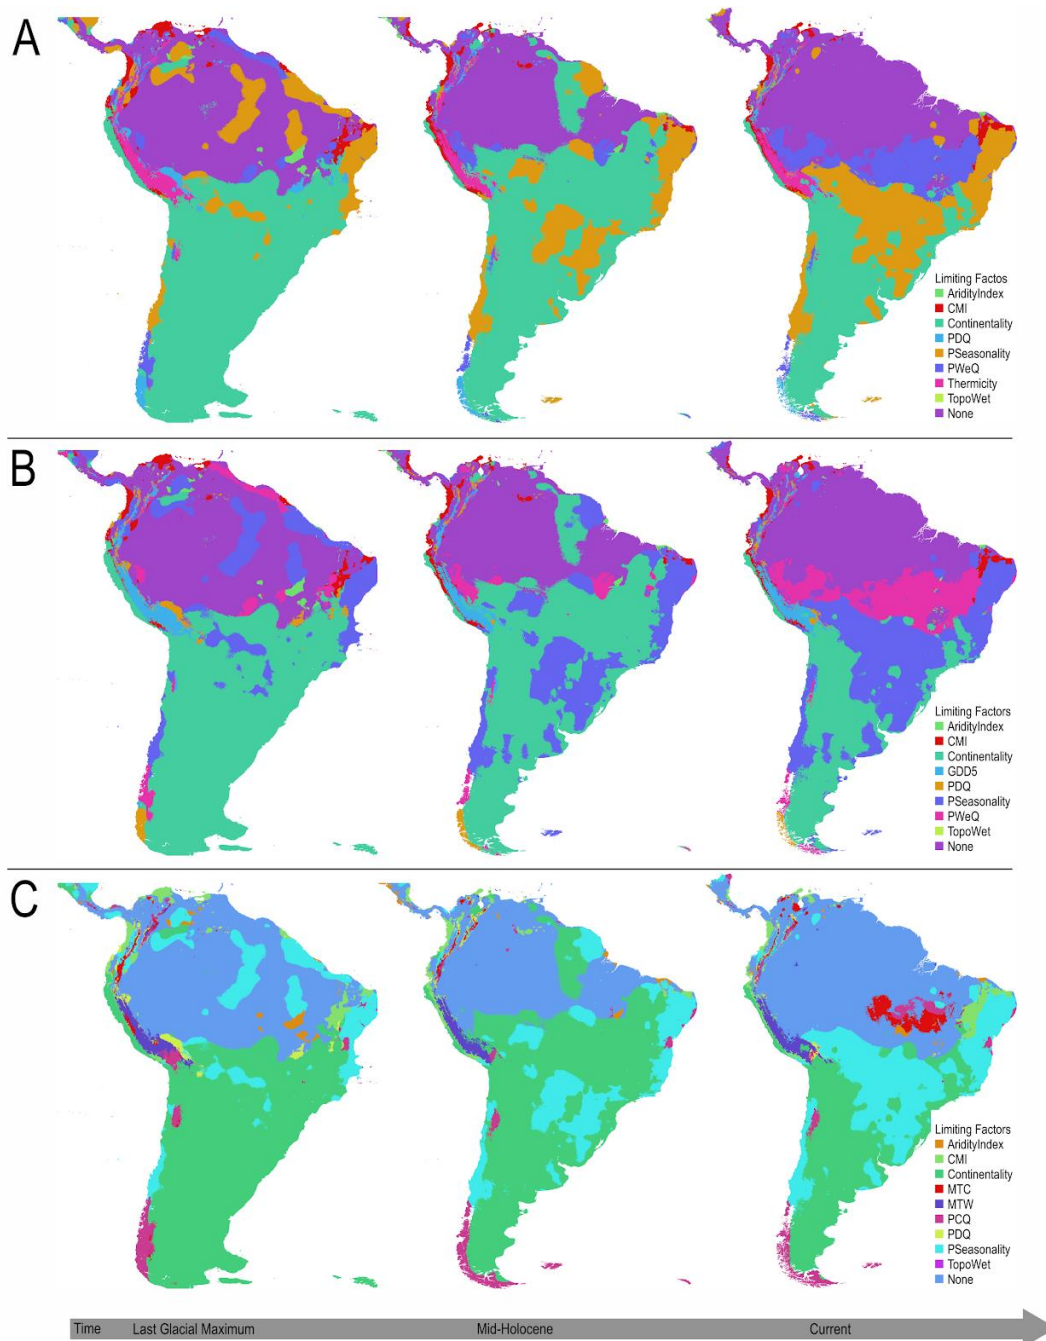 A
Limiting Factos
AridityIndex
CMI
Continentality
PDQ
PSeasonality
PWeQ
Thermicity
TopoWet
None
B
Limiting Factors
AridityIndex
CMI
Continentality
GDD5
PDQ
PSeasonality
PWeQ
TopoWet
None
C
Limiting Factors
AridityIndex
CMI
Continentality
MTC
MTW
PCQ
PDQ
PSeasonality
TopoWet
None
Time Last Glacial Maximum Mid-Holocene Current